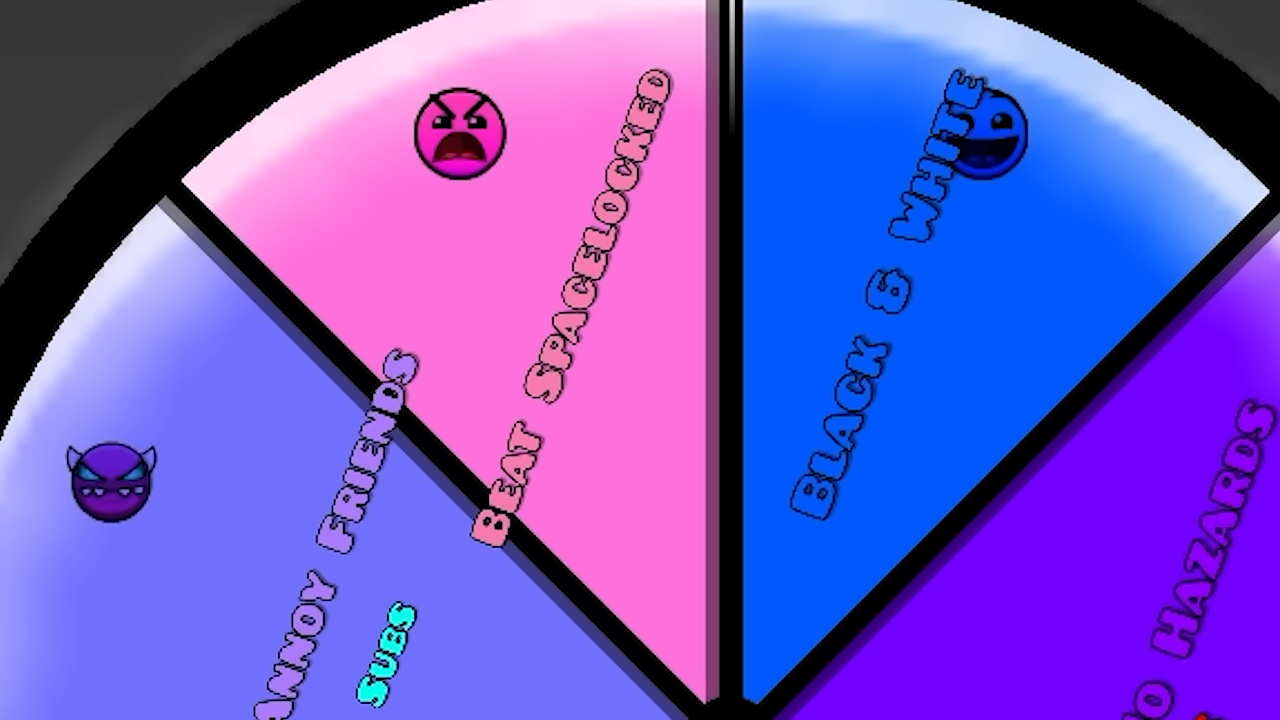 Annoy Friends
Subs
Beat Spacelocked
Black & White
Hazards